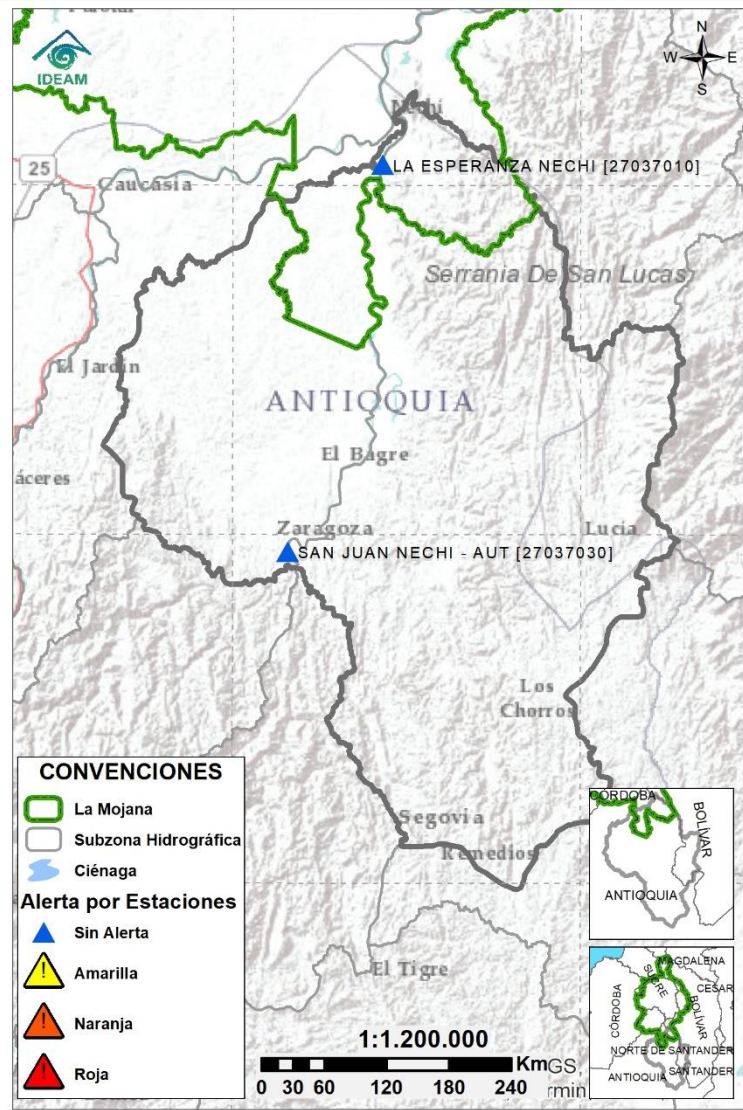 IDEAM
N
W E
S
Nechí
25
LA ESPERANZA NECHI [27037010]
Caucasia
Serrania De San Lucas
El Jardin
ANTIOQUIA
El Bagre
áceres
Zaragoza
Lucia
SAN JUAN NECHI - AUT [27037030]
Los
Chorros
CONVENCIONES
La Mojana
Subzona Hidrográfica
Ciénaga
Alerta por Estaciones
Sin Alerta
! Amarilla
! Naranja
! Roja
Segovia
Remedios
El Tigre
1:1.200.000
Km
GS,
rmin
0 30 60 120 180 240
CÓRDOBA
BOLÍVAR
ANTIOQUIA
MAGDALENA
SUCRE
CESAR
CÓRDOBA
BOLÍVAR
NORTE DE SANTANDER
SANTANDER
ANTIOQUIA